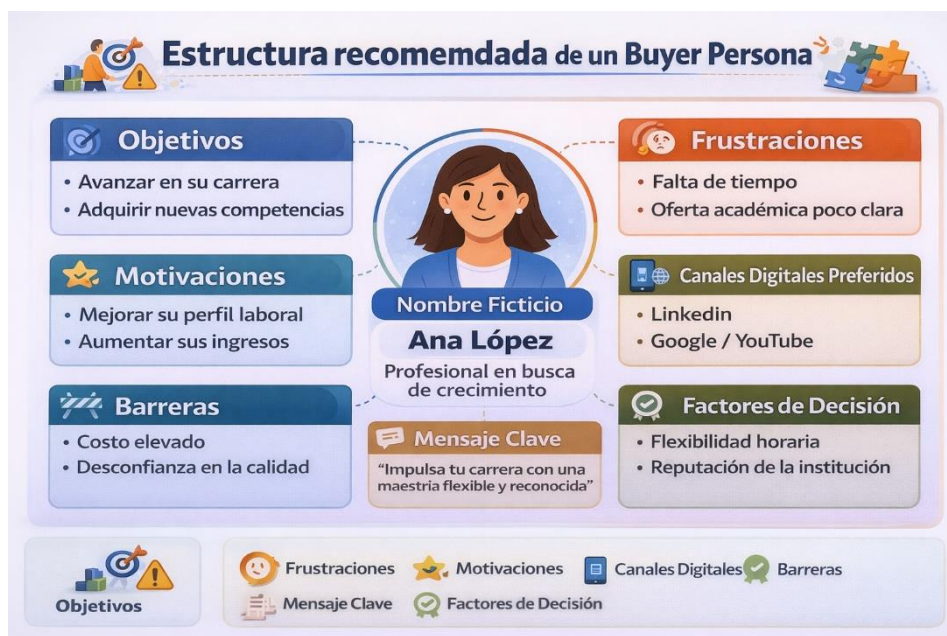 Estructura recomemdada de un Buyer Persona
Objetivos
• Avanzar en su carrera
• Adquirir nuevas competencias
Motivaciones
• Mejorar su perfil laboral
• Aumentar sus ingresos
Barreras
• Costo elevado
• Desconfianza en la calidad
Nombre Ficticio
Ana López
Profesional en busca
de crecimiento
Mensaje Clave
“Impulsa tu carrera con una
maestria flexible y reconocida”
Frustraciones
• Falta de tiempo
• Oferta académica poco clara
Canales Digitales Preferidos
• Linkedin
• Google / YouTube
Factores de Decisión
• Flexibilidad horaria
• Reputación de la institución
Objetivos
Frustraciones
Motivaciones
Canales Digitales
Barreras
Mensaje Clave
Factores de Decisión